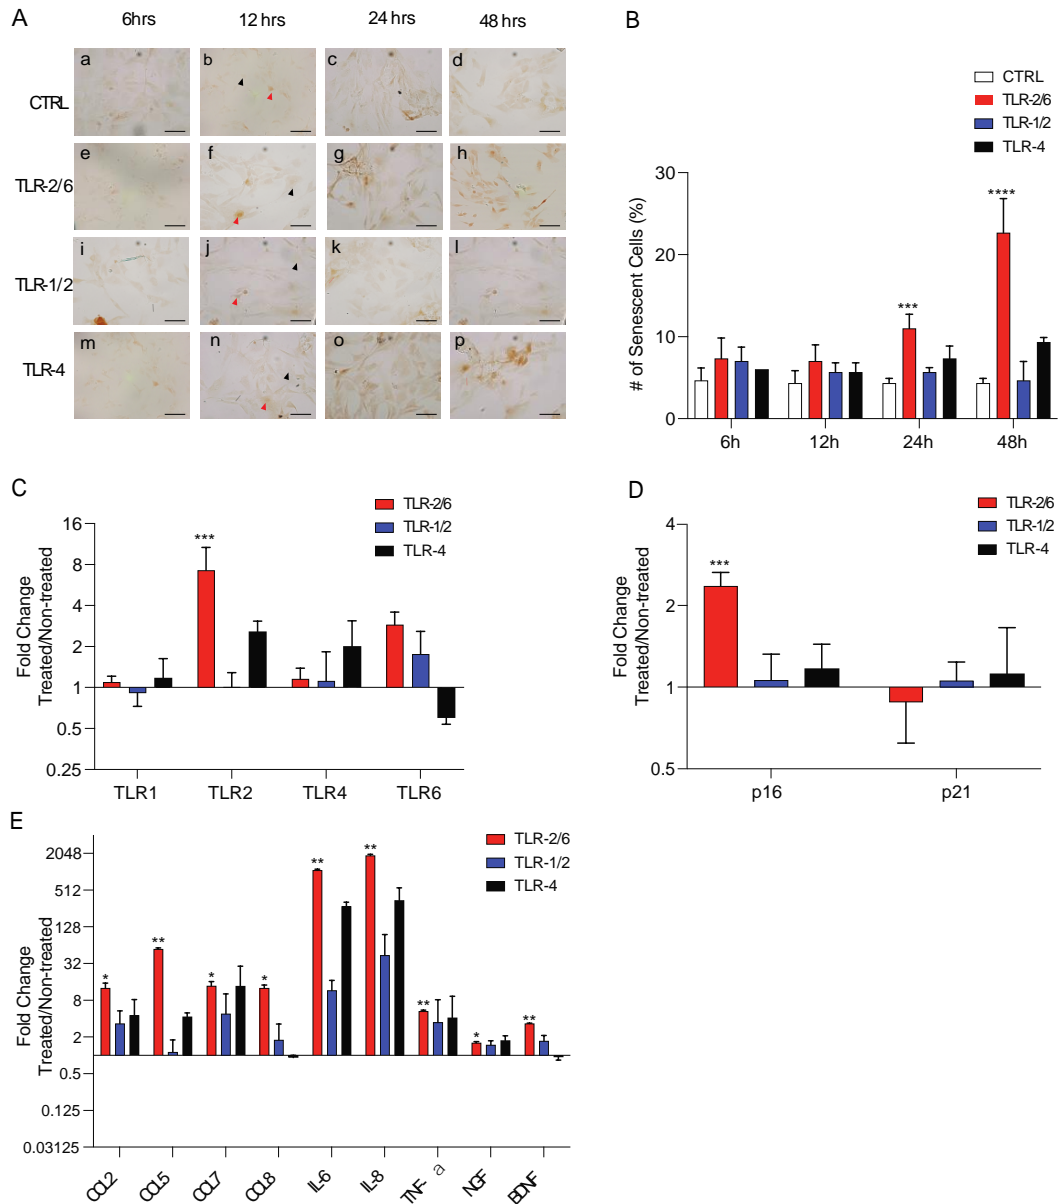 A
6hrs 12 hrs 24 hrs 48 hrs
CTRL a b c d
TLR-2/6 e f g h
TLR-1/2 i j k l
TLR-4 m n o p
B
CTRL
TLR-2/6
TLR-1/2
TLR-4
# of Senescent Cells (%)
30
20
10
0
*** ****
6h 12h 24h 48h
C
TLR-2/6
TLR-1/2
TLR-4
Fold Change
Treated/Non-treated
16
8
4
2
1
0.5
0.25
***
TLR1 TLR2 TLR4 TLR6
D
TLR-2/6
TLR-1/2
TLR-4
Fold Change
Treated/Non-treated
4
2
1
0.5
***
p16 p21
E
TLR-2/6
TLR-1/2
TLR-4
Fold Change
Treated/Non-treated
2048
512
128
32
8
2
0.5
0.125
0.03125
* ** * * ** ** ** * **
CCL2 CCL5 CCL7 CCL8 IL-6 IL-8 TNF-a NGF BDNF